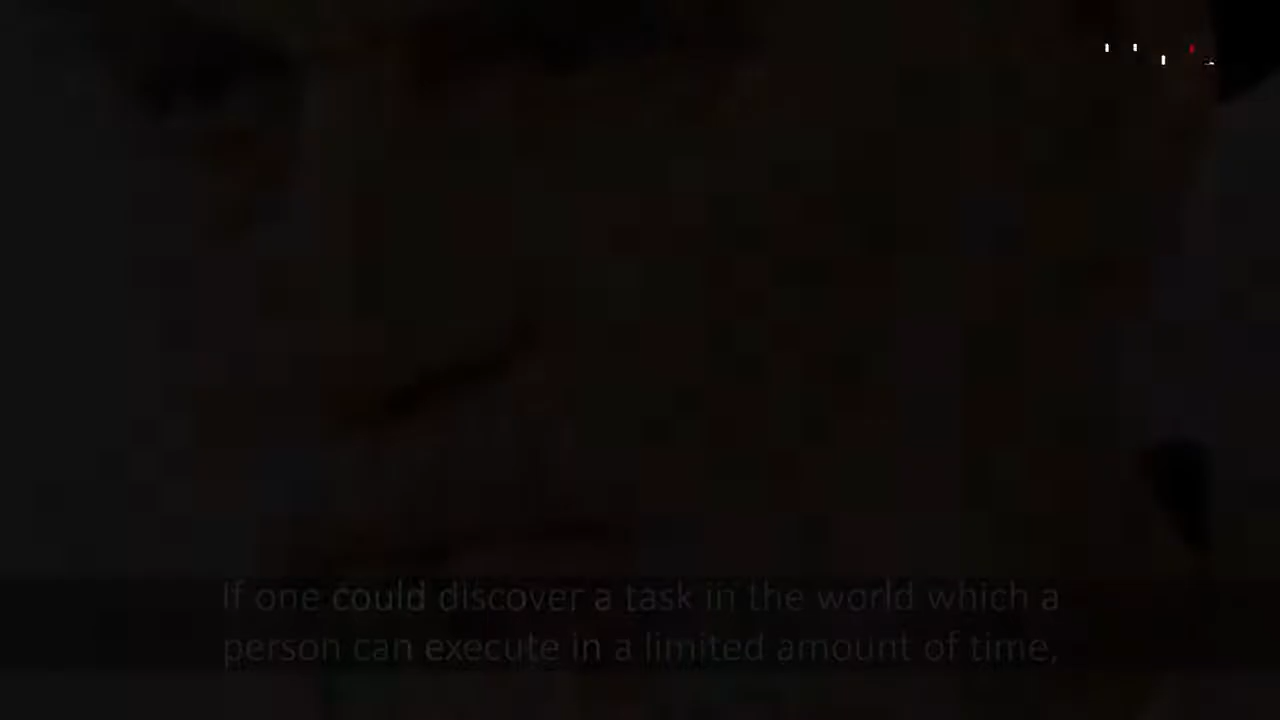 If one could discover a task in the world which a
person can execute in a limited amount of time,